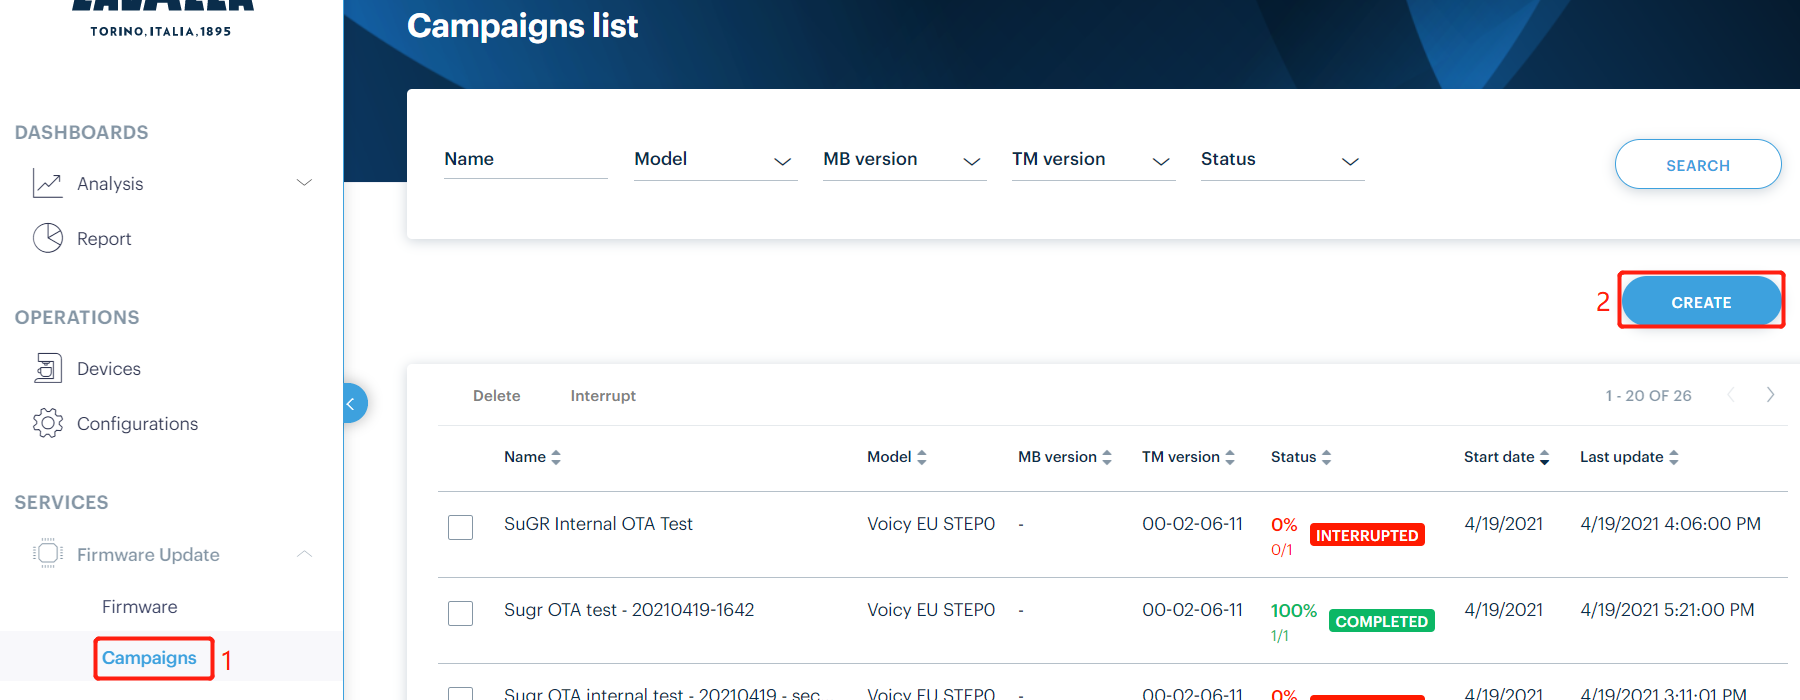 LAVAZZA
TORINO, ITALIA, 1895
DASHBOARDS
Analysis
Report
OPERATIONS
Devices
Configurations
SERVICES
Firmware Update
Firmware
Campaigns 1
Campaigns list
Name Model MB version TM version Status SEARCH
2 CREATE
Delete Interrupt 1 - 20 OF 26
Name Model MB version TM version Status Start date Last update
SuGR Internal OTA Test Voicy EU STEP0 - 00-02-06-11 0% INTERRUPTED 4/19/2021 4/19/2021 4:06:00 PM
0/1
Sugr OTA test - 20210419-1642 Voicy EU STEP0 - 00-02-06-11 100% COMPLETED 4/19/2021 4/19/2021 5:21:00 PM
1/1
Sugr OTA internal test - 20210419 - sec Voicy EU STEP0 - 00-02-06-11 0% 4/19/2021 4/19/2021 3:11:01 PM